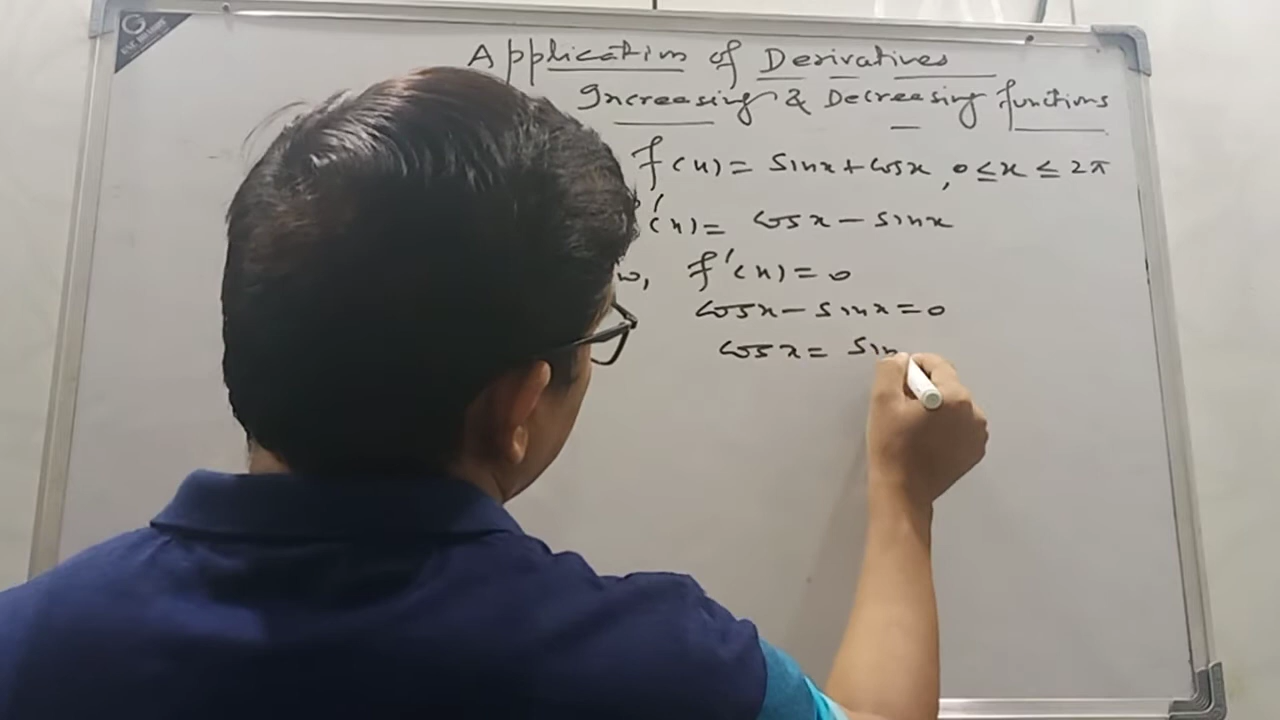 Application of Derivatives
Increasing & Decreasing functions
f(x) = sinx + cosx, 0 ≤ x ≤ 2π
'(x) = cosx - sinx
f'(x) = 0
cosx - sinx = 0
cosx = sin